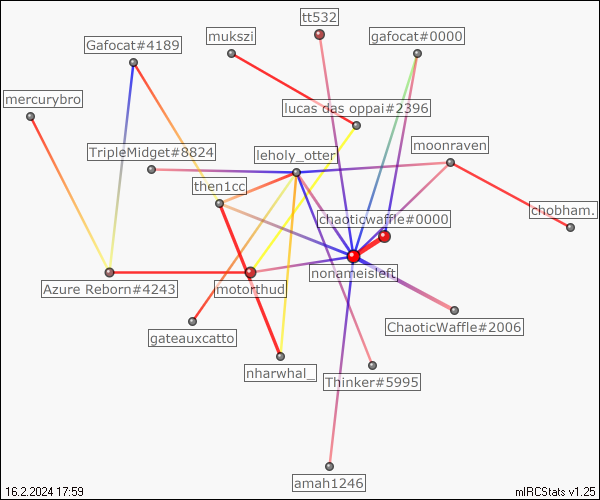 tt532
mukszi
gafocat#0000
Gafocat#4189
mercurybro
lucas das oppai#2396
moonraven
TripleMidget#8824
leholy_otter
then1cc
chobham.
chaoticwaffle#0000
nonameisleft
Azure Reborn#4243
motorthud
ChaoticWaffle#2006
gateauxcatto
nharwhal_
Thinker#5995
amah1246
16.2.2024 17:59
mIRCStats v1.25